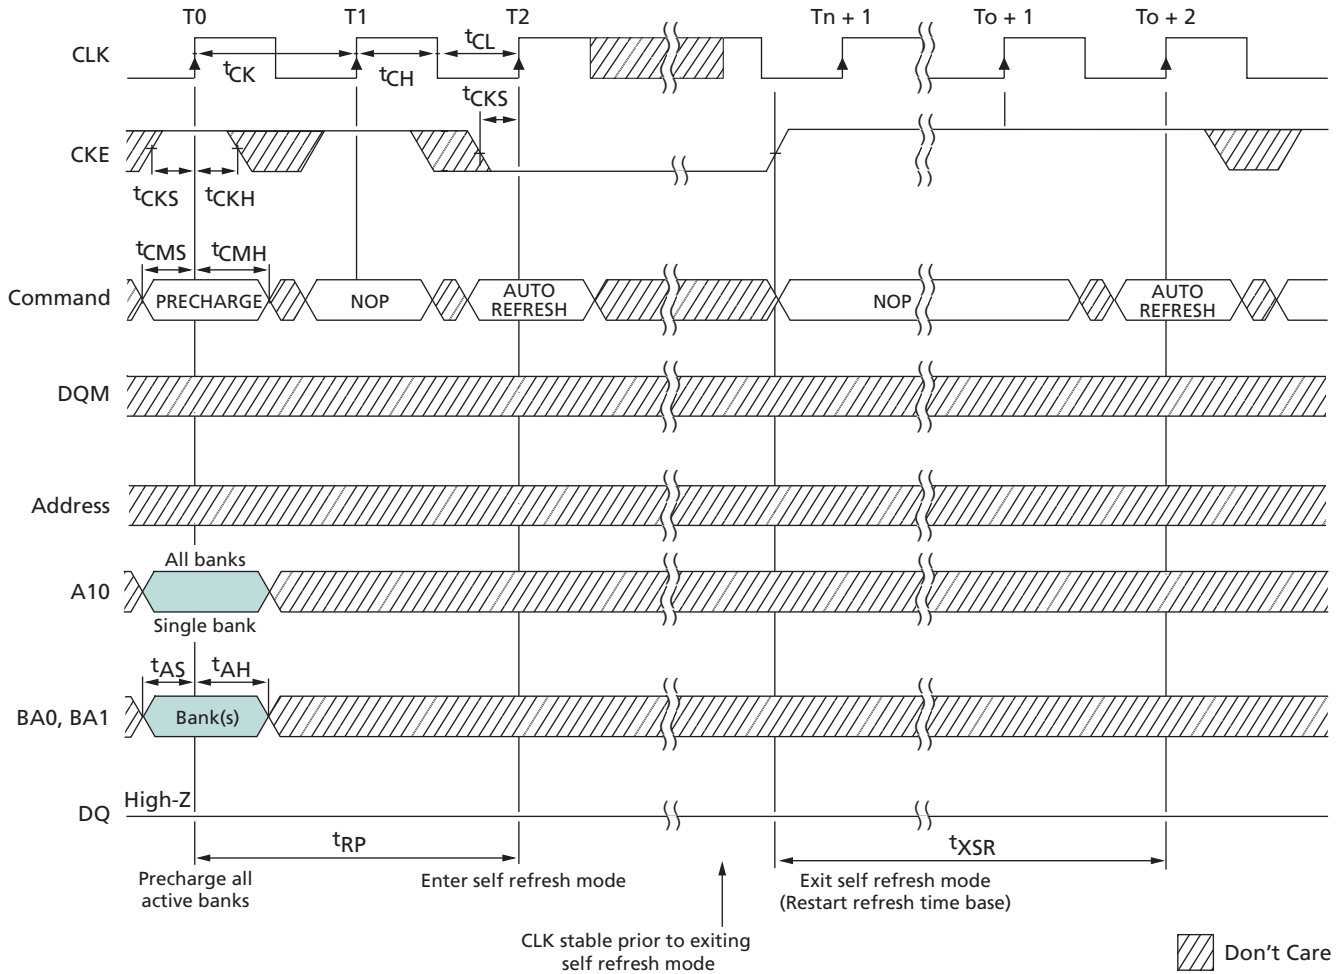 T0
T1
T2
Tn + 1
To + 1
To + 2
CLK
tCK
tCH
tCL
tCKS
CKE
tCKS
tCKH
tCMS
tCMH
Command
PRECHARGE
NOP
AUTO
REFRESH
NOP
AUTO
REFRESH
DQM
Address
All banks
A10
Single bank
tAS
tAH
BA0, BA1
Bank(s)
High-Z
DQ
tRP
tXSR
Precharge all
active banks
Enter self refresh mode
Exit self refresh mode
(Restart refresh time base)
CLK stable prior to exiting
self refresh mode
Don't Care